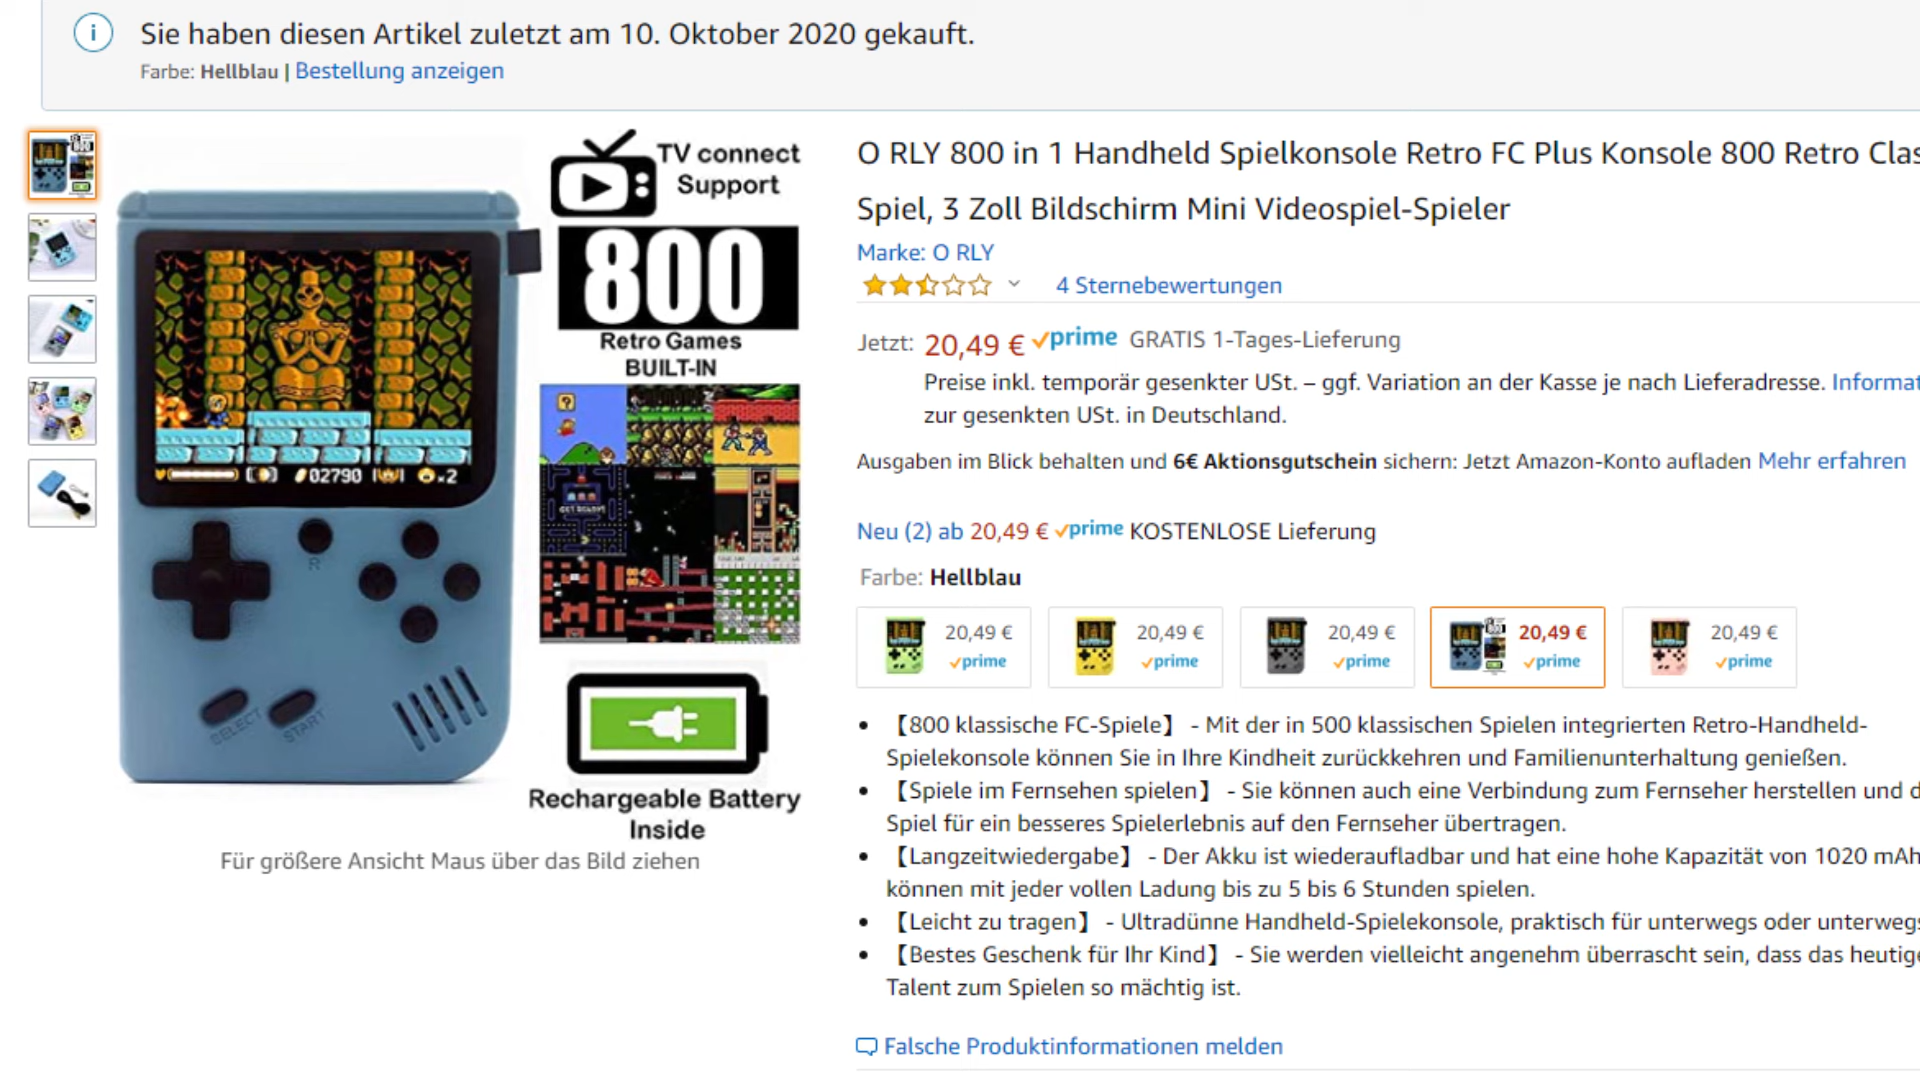 Sie haben diesen Artikel zuletzt am 10. Oktober 2020 gekauft.
Farbe: Hellblau | Bestellung anzeigen
TV connect
Support
800
Retro Games
BUILT-IN
02790
×2
R
SELECT
START
Rechargeable Battery
Inside
Für größere Ansicht Maus über das Bild ziehen
O RLY 800 in 1 Handheld Spielkonsole Retro FC Plus Konsole 800 Retro Clas
Spiel, 3 Zoll Bildschirm Mini Videospiel-Spieler
Marke: O RLY
4 Sternebewertungen
Jetzt: 20,49 € prime GRATIS 1-Tages-Lieferung
Preise inkl. temporär gesenkter USt. – ggf. Variation an der Kasse je nach Lieferadresse. Informat
zur gesenkten USt. in Deutschland.
Ausgaben im Blick behalten und 6€ Aktionsgutschein sichern: Jetzt Amazon-Konto aufladen Mehr erfahren
Neu (2) ab 20,49 € prime KOSTENLOSE Lieferung
Farbe: Hellblau
20,49 € 20,49 € 20,49 € 20,49 € 20,49 €
prime prime prime prime prime
• 【800 klassische FC-Spiele】 - Mit der in 500 klassischen Spielen integrierten Retro-Handheld-
Spielekonsole können Sie in Ihre Kindheit zurückkehren und Familienunterhaltung genießen.
• 【Spiele im Fernsehen spielen】 - Sie können auch eine Verbindung zum Fernseher herstellen und d
Spiel für ein besseres Spielerlebnis auf den Fernseher übertragen.
• 【Langzeitwiedergabe】 - Der Akku ist wiederaufladbar und hat eine hohe Kapazität von 1020 mAh
können mit jeder vollen Ladung bis zu 5 bis 6 Stunden spielen.
• 【Leicht zu tragen】 - Ultradünne Handheld-Spielekonsole, praktisch für unterwegs oder unterwegs
• 【Bestes Geschenk für Ihr Kind】 - Sie werden vielleicht angenehm überrascht sein, dass das heutige
Talent zum Spielen so mächtig ist.
Falsche Produktinformationen melden